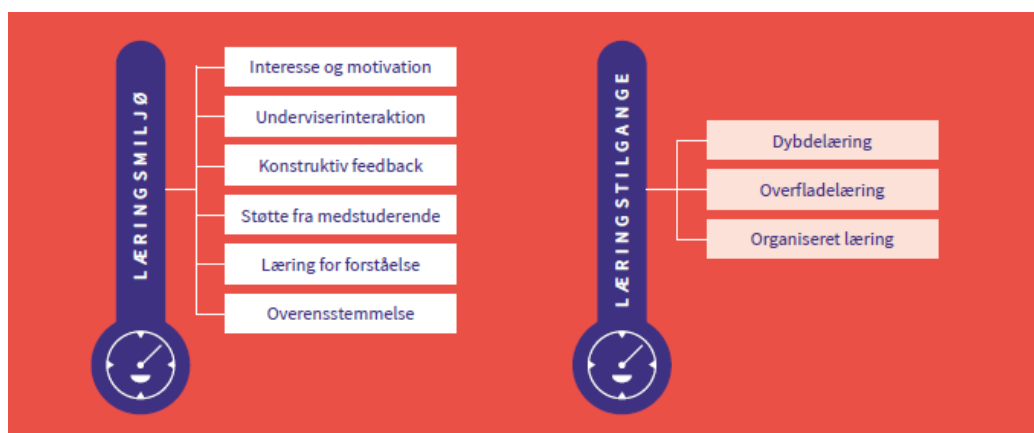 LÆRINGSMILJØ
Interesse og motivation
Underviserinteraktion
Konstruktiv feedback
Støtte fra medstuderende
Læring for forståelse
Overensstemmelse
LÆRINGSTILGANGE
Dybdelæring
Overfladelæring
Organiseret læring